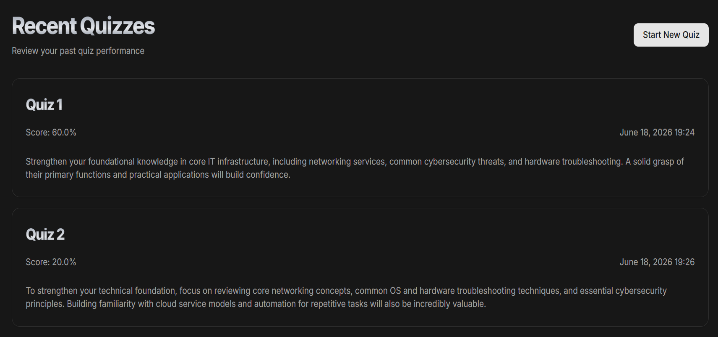 Recent Quizzes
Review your past quiz performance
Start New Quiz
Quiz 1
Score: 60.0%
June 18, 2026 19:24
Strengthen your foundational knowledge in core IT infrastructure, including networking services, common cybersecurity threats, and hardware troubleshooting. A solid grasp of
their primary functions and practical applications will build confidence.
Quiz 2
Score: 20.0%
June 18, 2026 19:26
To strengthen your technical foundation, focus on reviewing core networking concepts, common OS and hardware troubleshooting techniques, and essential cybersecurity
principles. Building familiarity with cloud service models and automation for repetitive tasks will also be incredibly valuable.